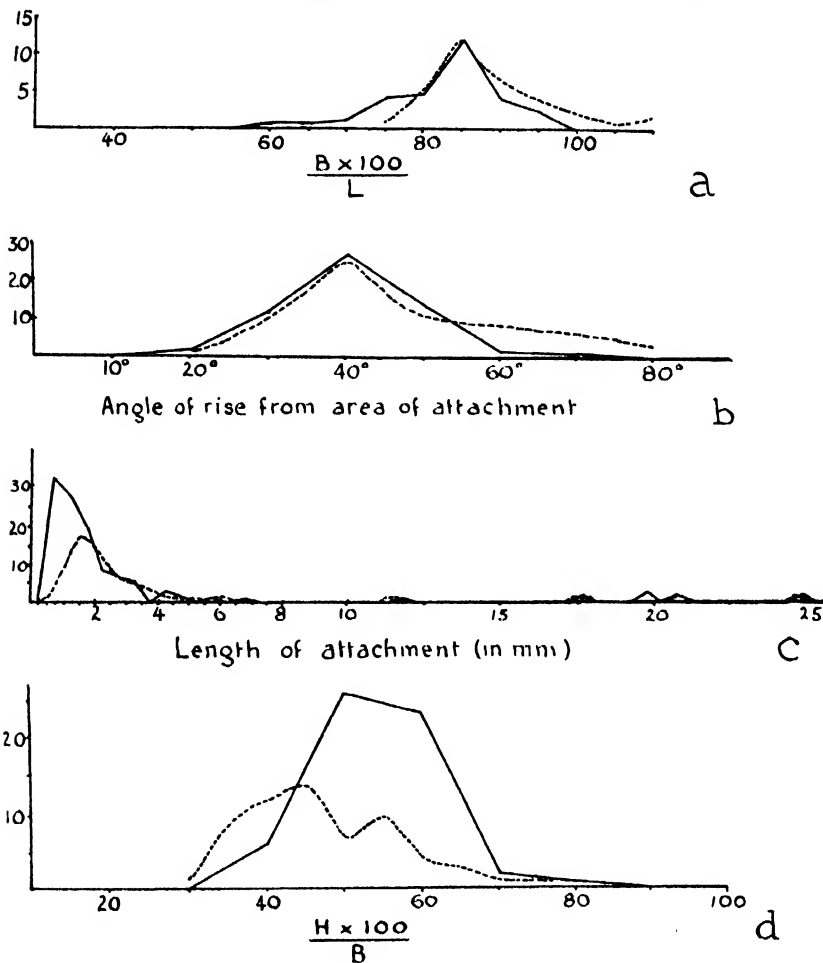 15
10
5
40 60 80 100
B × 100
L
a
30
20
10
10° 20° 40° 60° 80°
Angle of rise from area of attachment
b
30
20
10
2 4 6 8 10 15 20 25
Length of attachment (in mm)
C
20
10
20 40 60 80 100
H × 100
B
d